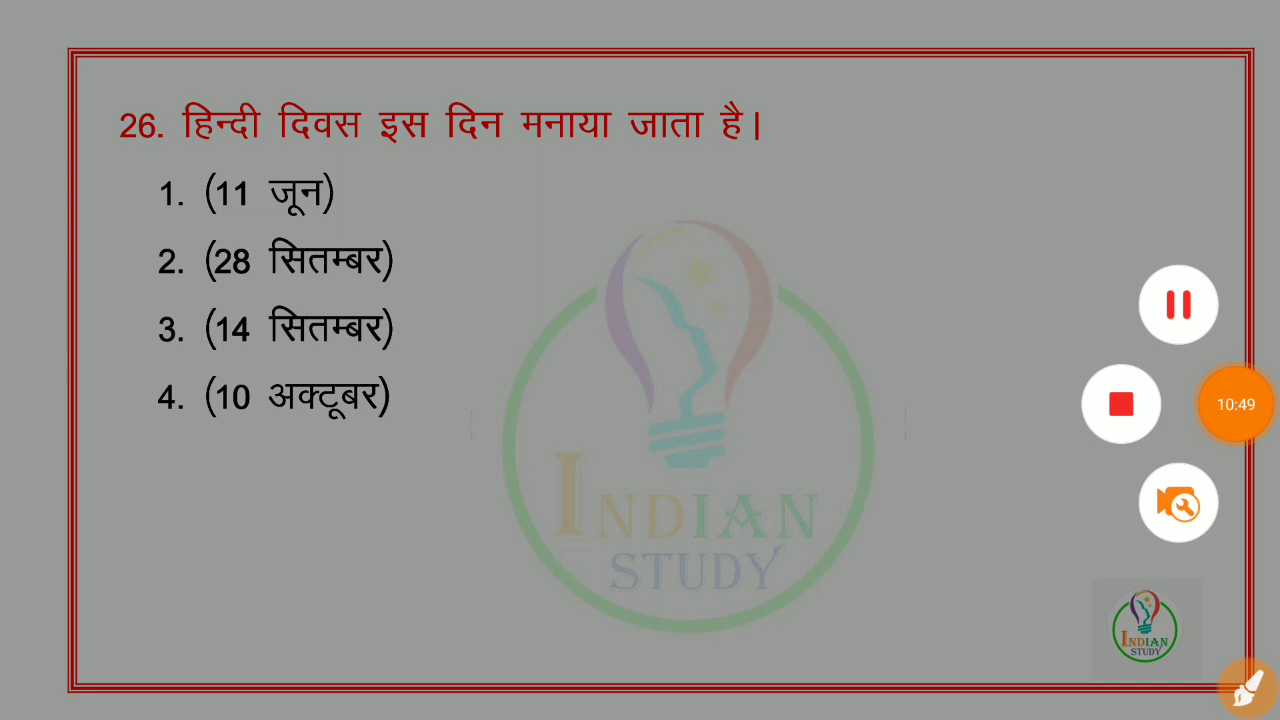 26. हिन्दी दिवस इस दिन मनाया जाता है।
1. (11 जून)
2. (28 सितम्बर)
3. (14 सितम्बर)
4. (10 अक्टूबर)
10:49
INDIAN
STUDY
INDIAN
STUDY